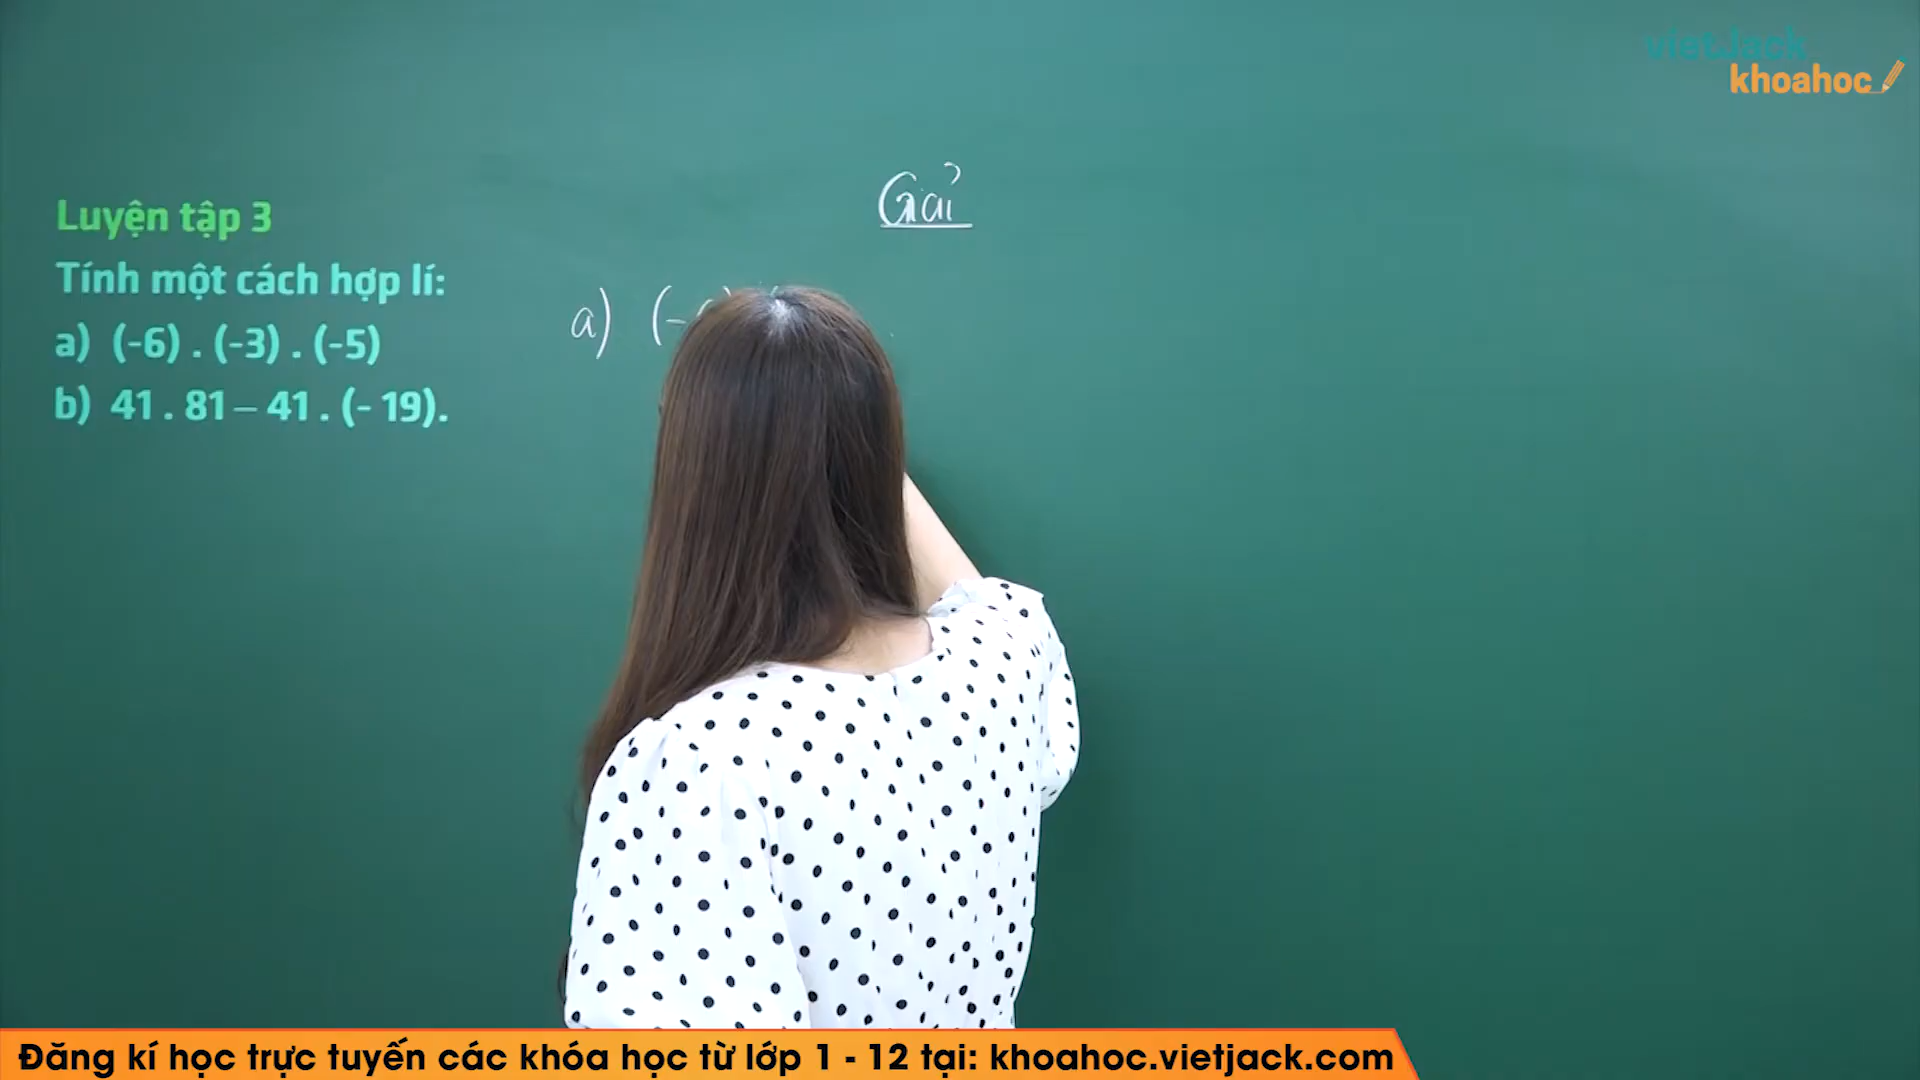 vietJack
khoahoc
Giải
Luyện tập 3
Tính một cách hợp lí:
a) (-6) . (-3) . (-5)
b) 41 . 81 – 41 . (- 19).
a) (-
Đăng kí học trực tuyến các khóa học từ lớp 1 - 12 tại: khoahoc.vietjack.com